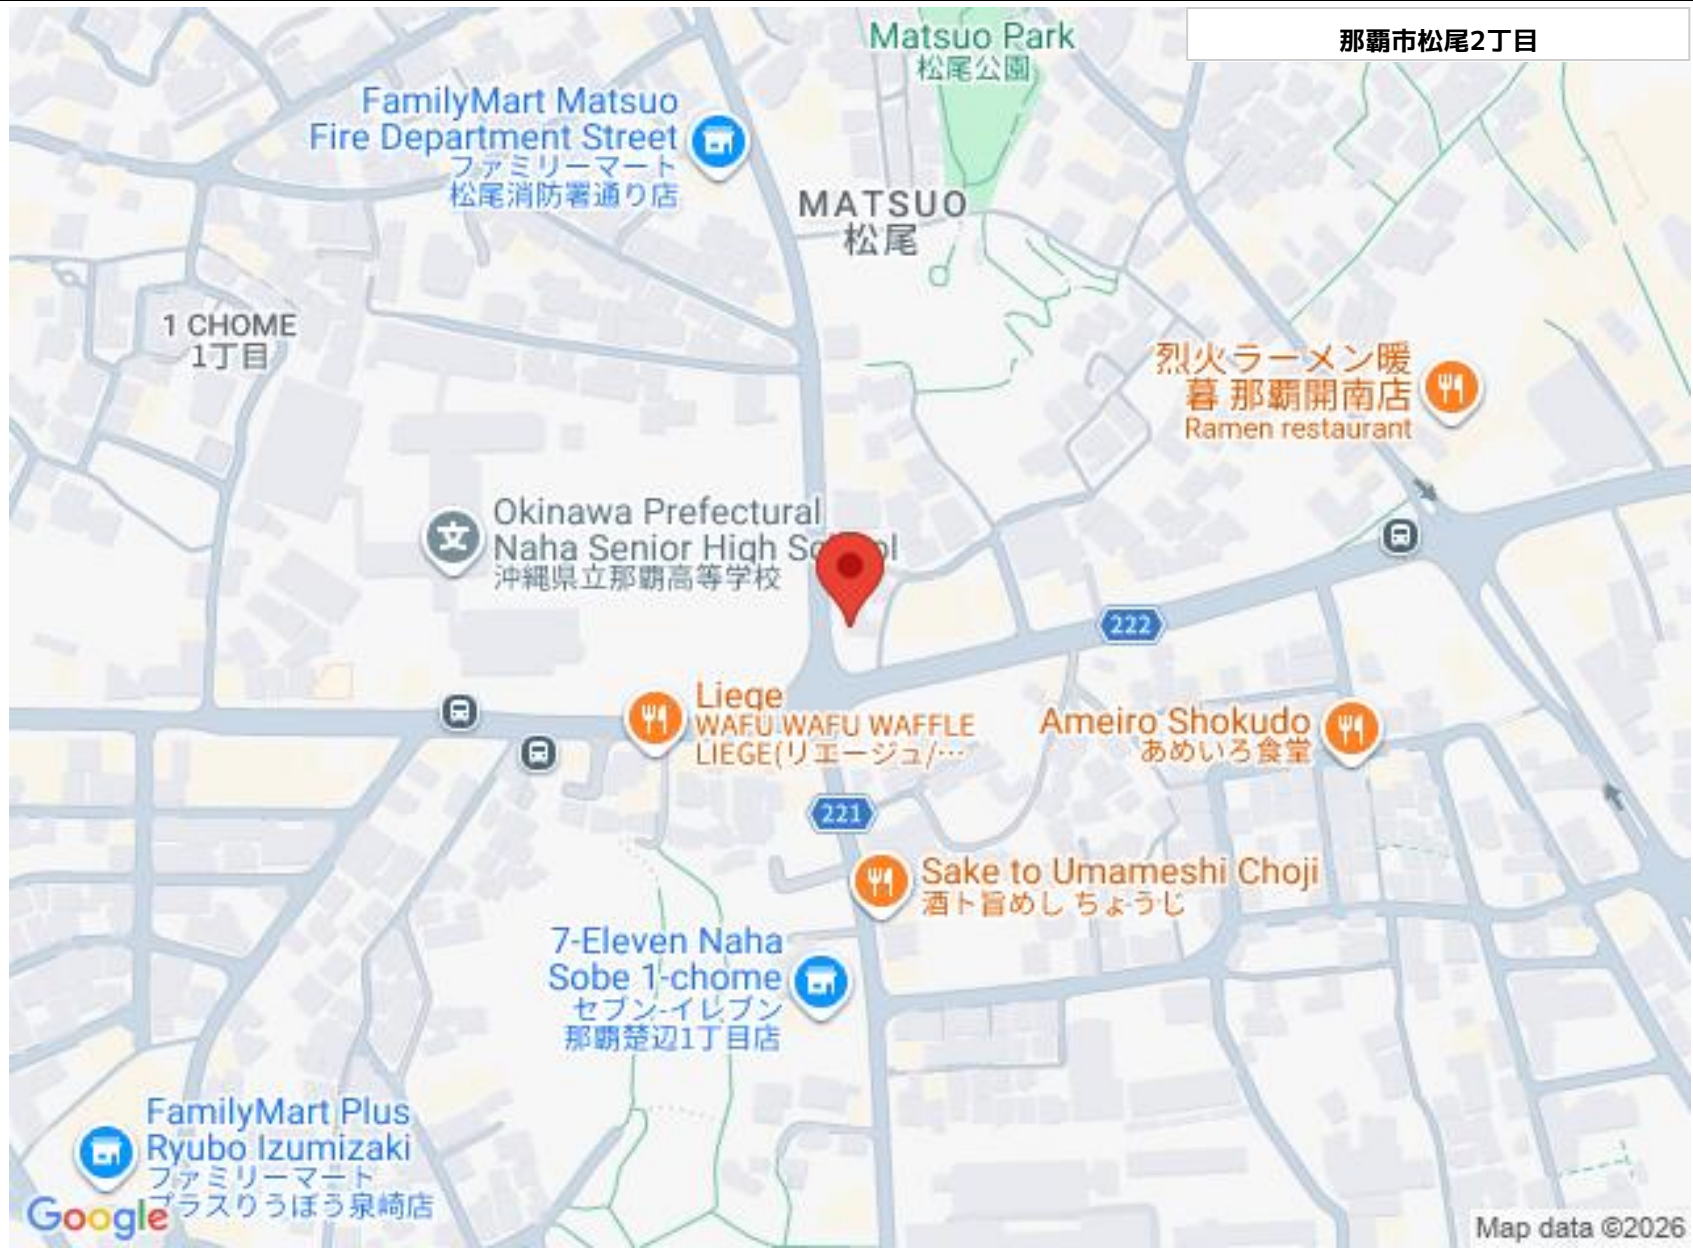 那覇市松尾2丁目
Matsuo Park
松尾公園
FamilyMart Matsuo
Fire Department Street
ファミリーマート
松尾消防署通り店
MATSUO
松尾
1 CHOME
1丁目
烈火ラーメン暖
暮 那覇開南店
Ramen restaurant
Okinawa Prefectural
Naha Senior High School
沖縄県立那覇高等学校
222
Liege
WAFU WAFU WAFFLE
LIEGE(リエージュ/…
Ameiro Shokudo
あめいろ食堂
221
Sake to Umameshi Choji
酒ト旨めし ちょうじ
7-Eleven Naha
Sobe 1-chome
セブン-イレブン
那覇楚辺1丁目店
FamilyMart Plus
Ryubo Izumizaki
ファミリーマート
プラスりうぼう泉崎店
Google
Map data ©2026